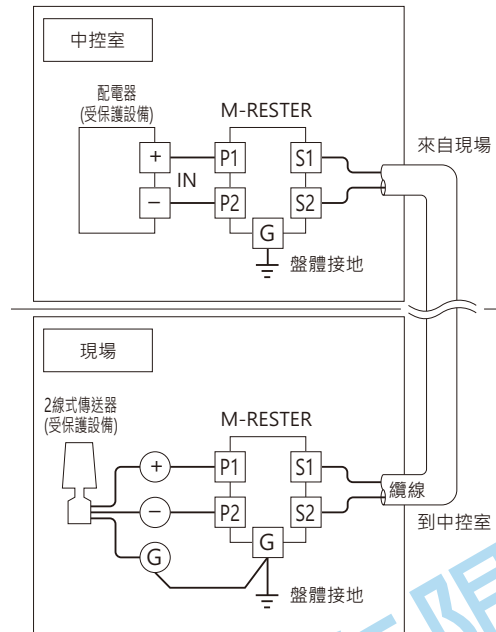 中控室
配電器
(受保護設備)
M-RESTER
來自現場
+
P1
S1
IN
−
P2
S2
G
盤體接地
現場
2線式傳送器
(受保護設備)
M-RESTER
+
P1
S1
纜線
−
P2
S2
到中控室
G
G
盤體接地